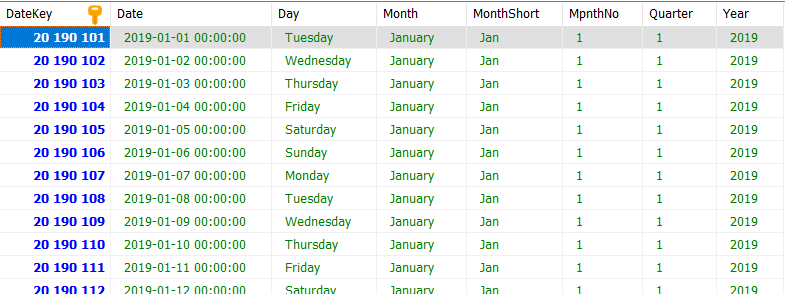 DateKey Date Day Month MonthShort MpnthNo Quarter Year
20 190 101 2019-01-01 00:00:00 Tuesday January Jan 1 1 2019
20 190 102 2019-01-02 00:00:00 Wednesday January Jan 1 1 2019
20 190 103 2019-01-03 00:00:00 Thursday January Jan 1 1 2019
20 190 104 2019-01-04 00:00:00 Friday January Jan 1 1 2019
20 190 105 2019-01-05 00:00:00 Saturday January Jan 1 1 2019
20 190 106 2019-01-06 00:00:00 Sunday January Jan 1 1 2019
20 190 107 2019-01-07 00:00:00 Monday January Jan 1 1 2019
20 190 108 2019-01-08 00:00:00 Tuesday January Jan 1 1 2019
20 190 109 2019-01-09 00:00:00 Wednesday January Jan 1 1 2019
20 190 110 2019-01-10 00:00:00 Thursday January Jan 1 1 2019
20 190 111 2019-01-11 00:00:00 Friday January Jan 1 1 2019
20 190 112 2019-01-12 00:00:00 Saturday January Jan 1 1 2019